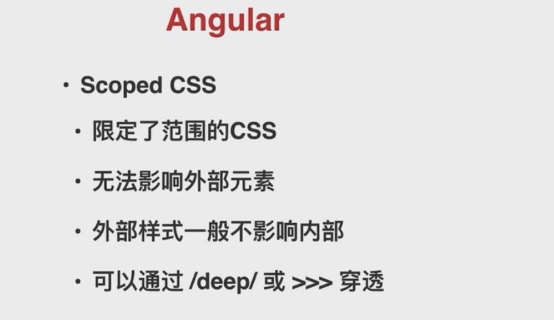 Angular
• Scoped CSS
• 限定了范围的CSS
• 无法影响外部元素
• 外部样式一般不影响内部
• 可以通过 /deep/ 或 >>> 穿透